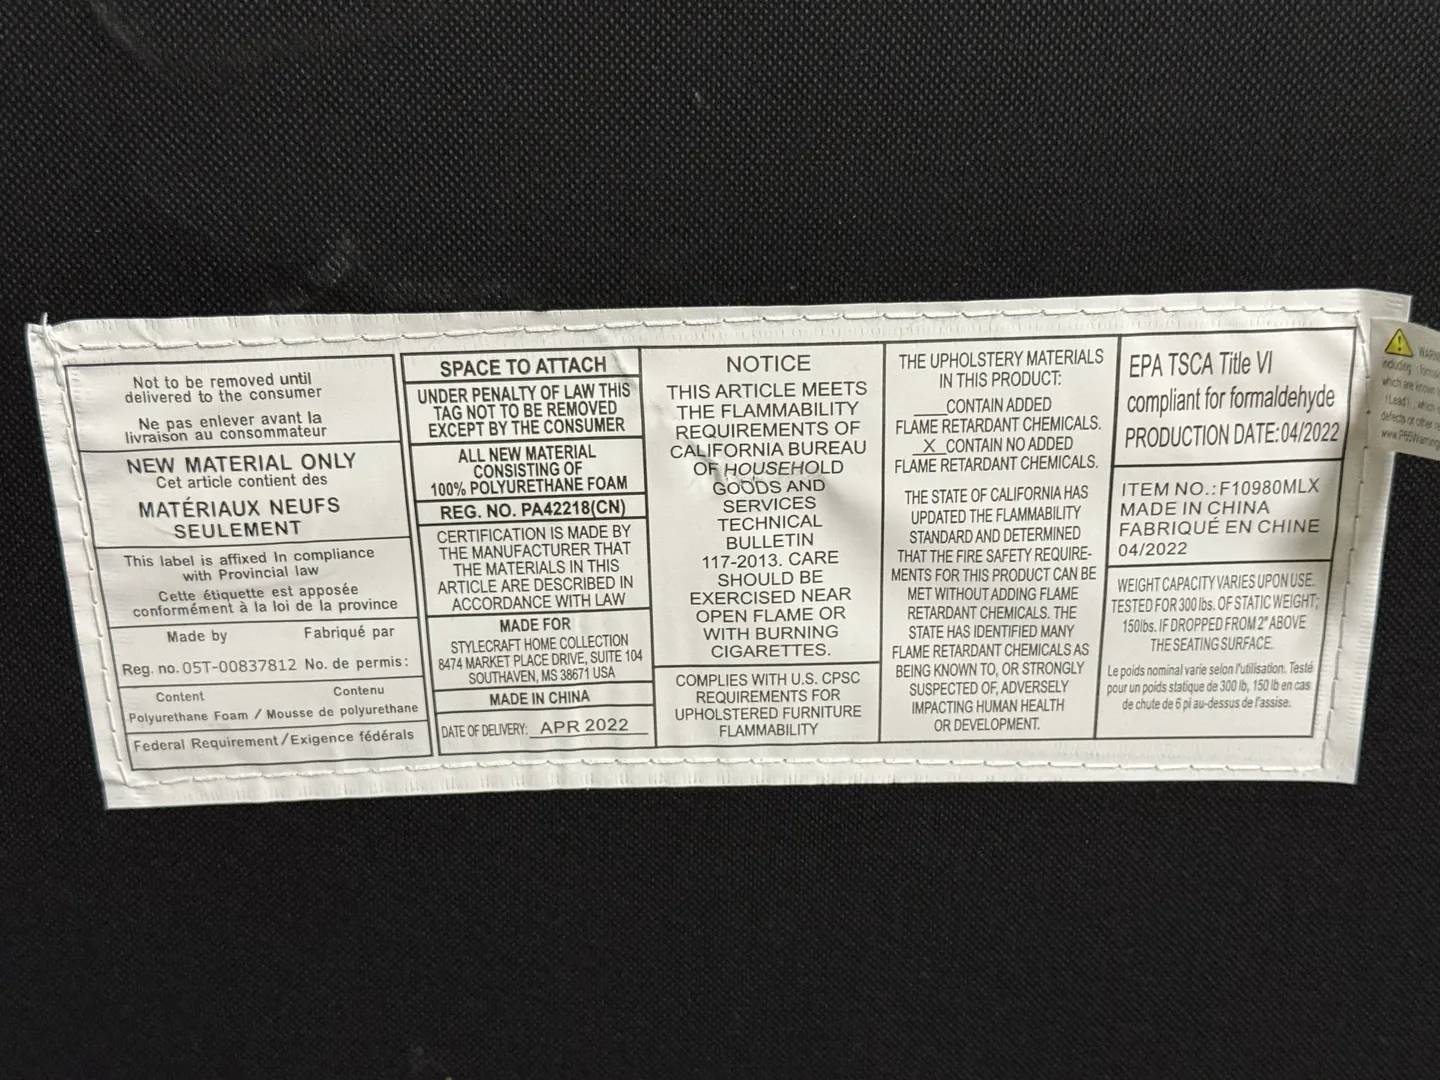 Not to be removed until
delivered to the consumer
Ne pas enlever avant la
livraison au consommateur
NEW MATERIAL ONLY
Cet article contient des
MATÉRIAUX NEUFS
SEULEMENT
This label is affixed In compliance
with Provincial law
Cette étiquette est apposée
conformément à la loi de la province
Made by Fabriqué par
Reg. no. 05T-00837812 No. de permis:
Content Contenu
Polyurethane Foam / Mousse de polyurethane
Federal Requirement/Exigence fédérals
SPACE TO ATTACH
UNDER PENALTY OF LAW THIS
TAG NOT TO BE REMOVED
EXCEPT BY THE CONSUMER
ALL NEW MATERIAL
CONSISTING OF
100% POLYURETHANE FOAM
REG. NO. PA42218(CN)
CERTIFICATION IS MADE BY
THE MANUFACTURER THAT
THE MATERIALS IN THIS
ARTICLE ARE DESCRIBED IN
ACCORDANCE WITH LAW
MADE FOR
STYLECRAFT HOME COLLECTION
8474 MARKET PLACE DRIVE, SUITE 104
SOUTHAVEN, MS 38671 USA
MADE IN CHINA
DATE OF DELIVERY: APR 2022
NOTICE
THIS ARTICLE MEETS
THE FLAMMABILITY
REQUIREMENTS OF
CALIFORNIA BUREAU
OF HOUSEHOLD
GOODS AND
SERVICES
TECHNICAL
BULLETIN
117-2013. CARE
SHOULD BE
EXERCISED NEAR
OPEN FLAME OR
WITH BURNING
CIGARETTES.
COMPLIES WITH U.S. CPSC
REQUIREMENTS FOR
UPHOLSTERED FURNITURE
FLAMMABILITY
THE UPHOLSTERY MATERIALS
IN THIS PRODUCT:
____CONTAIN ADDED
FLAME RETARDANT CHEMICALS.
X CONTAIN NO ADDED
FLAME RETARDANT CHEMICALS.
THE STATE OF CALIFORNIA HAS
UPDATED THE FLAMMABILITY
STANDARD AND DETERMINED
THAT THE FIRE SAFETY REQUIRE-
MENTS FOR THIS PRODUCT CAN BE
MET WITHOUT ADDING FLAME
RETARDANT CHEMICALS. THE
STATE HAS IDENTIFIED MANY
FLAME RETARDANT CHEMICALS AS
BEING KNOWN TO, OR STRONGLY
SUSPECTED OF, ADVERSELY
IMPACTING HUMAN HEALTH
OR DEVELOPMENT.
EPA TSCA Title VI
compliant for formaldehyde
PRODUCTION DATE:04/2022
ITEM NO.: F10980MLX
MADE IN CHINA
FABRIQUÉ EN CHINE
04/2022
WEIGHT CAPACITY VARIES UPON USE.
TESTED FOR 300 lbs. OF STATIC WEIGHT;
150lbs. IF DROPPED FROM 2" ABOVE
THE SEATING SURFACE.
Le poids nominal varie selon l'utilisation. Testé
pour un poids statique de 300 lb, 150 lb en cas
de chute de 6 pi au-dessus de l'assise.
including
which are known
(Lead), which
defects or other